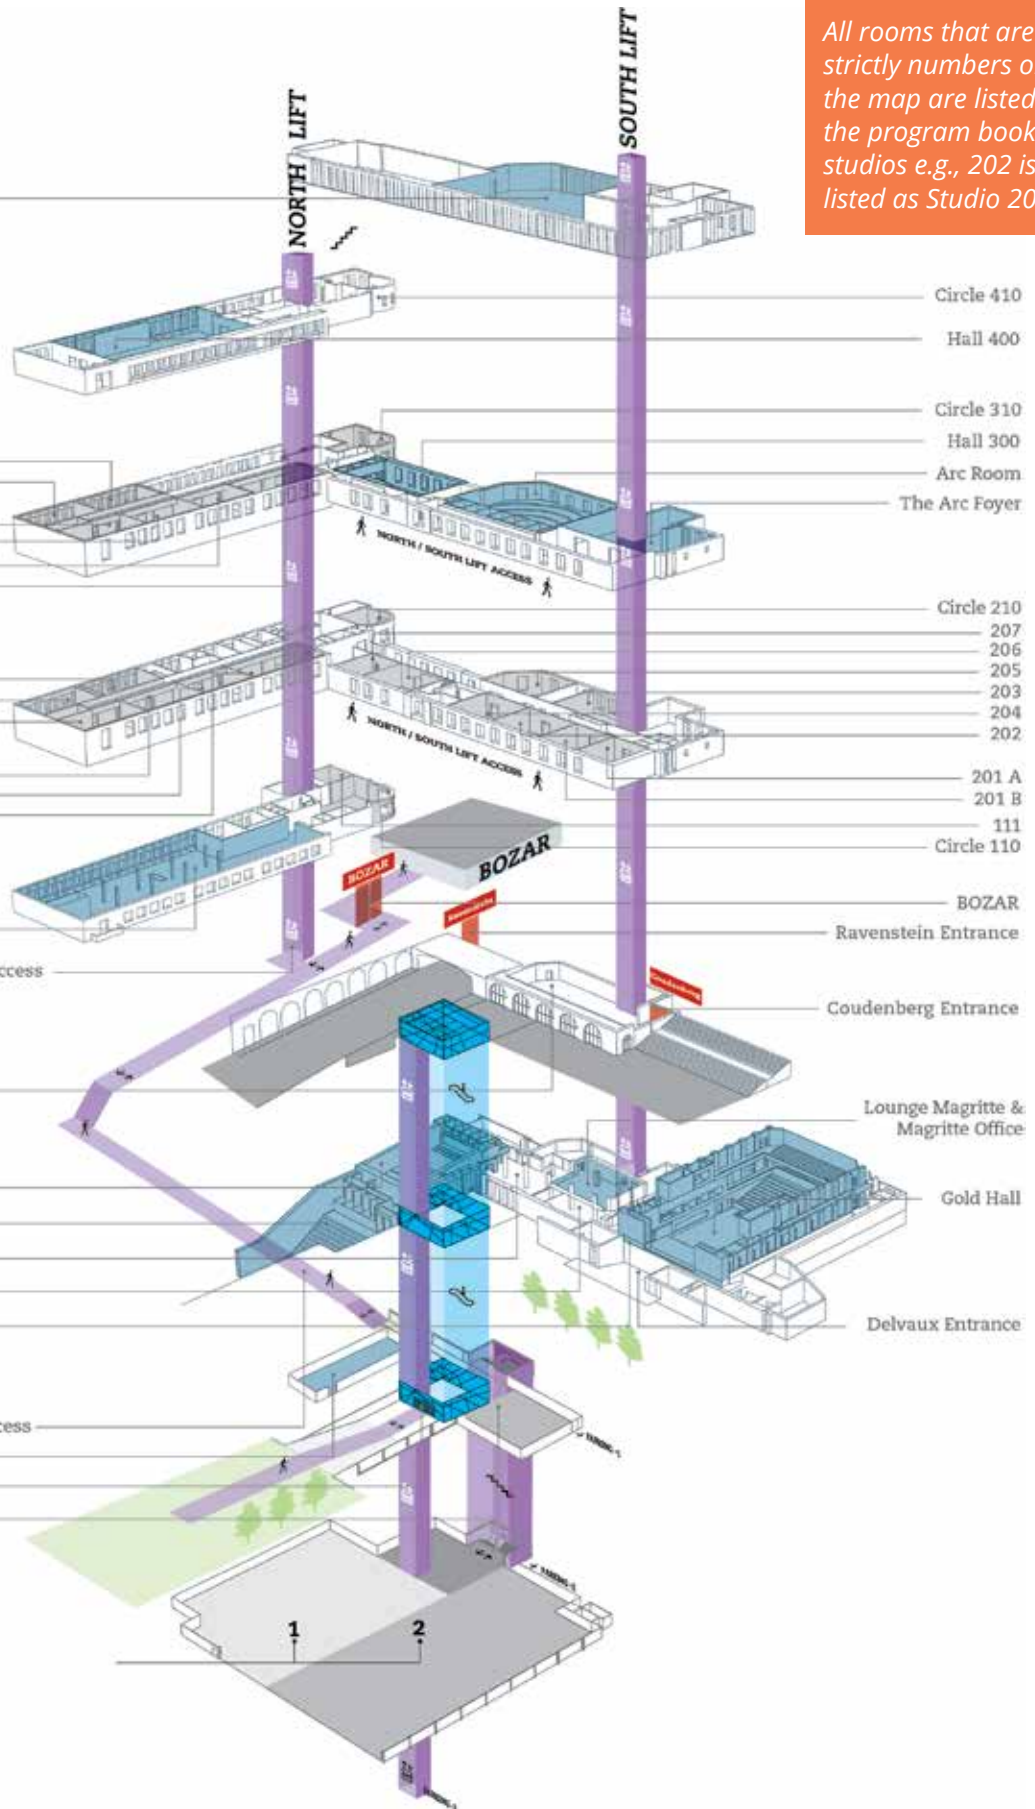 All rooms that are
strictly numbers o
the map are listed
the program book
studios e.g., 202 is
listed as Studio 20
SOUTH LIFT
NORTH LIFT
Circle 410
Hall 400
Circle 310
Hall 300
Arc Room
The Arc Foyer
NORTH / SOUTH LIFT ACCESS
Circle 210
207
206
205
203
204
202
NORTH / SOUTH LIFT ACCESS
201 A
201 B
111
Circle 110
BOZAR
BOZAR
BOZAR
Ravenstein
Ravenstein Entrance
ccess
Coudenberg
Coudenberg Entrance
Lounge Magritte &
Magritte Office
Gold Hall
Delvaux Entrance
cess
1
2